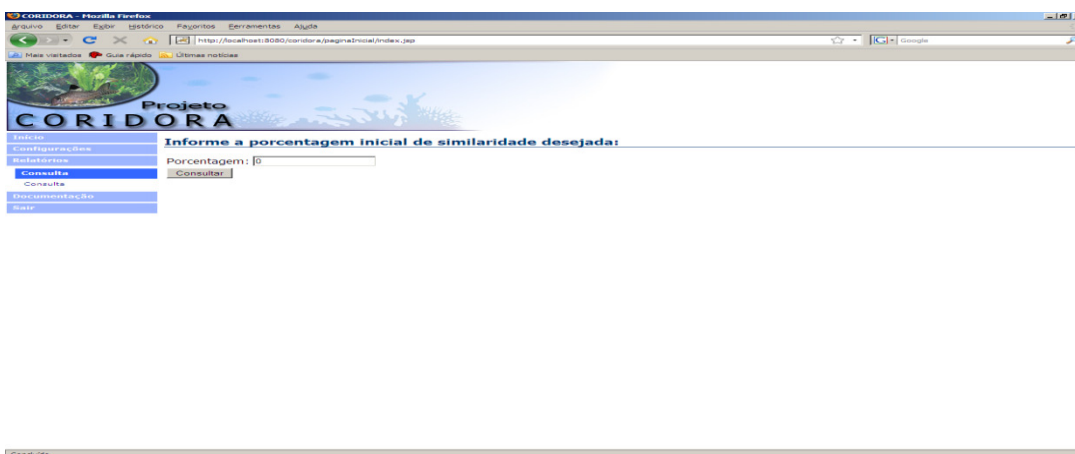 CORIDORA - Mozilla Firefox
Arquivo Editar Exibir Histórico Favoritos Ferramentas Ajuda
http://localhost:8080/coridora/paginaInicial/index.jsp
Google
Mais visitados Guia rápido Últimas notícias
Projeto
CORIDORA
Início
Configurações
Relatórios
Consulta
Consulta
Documentação
Sair
Informe a porcentagem inicial de similaridade desejada:
Porcentagem: 0
Consultar